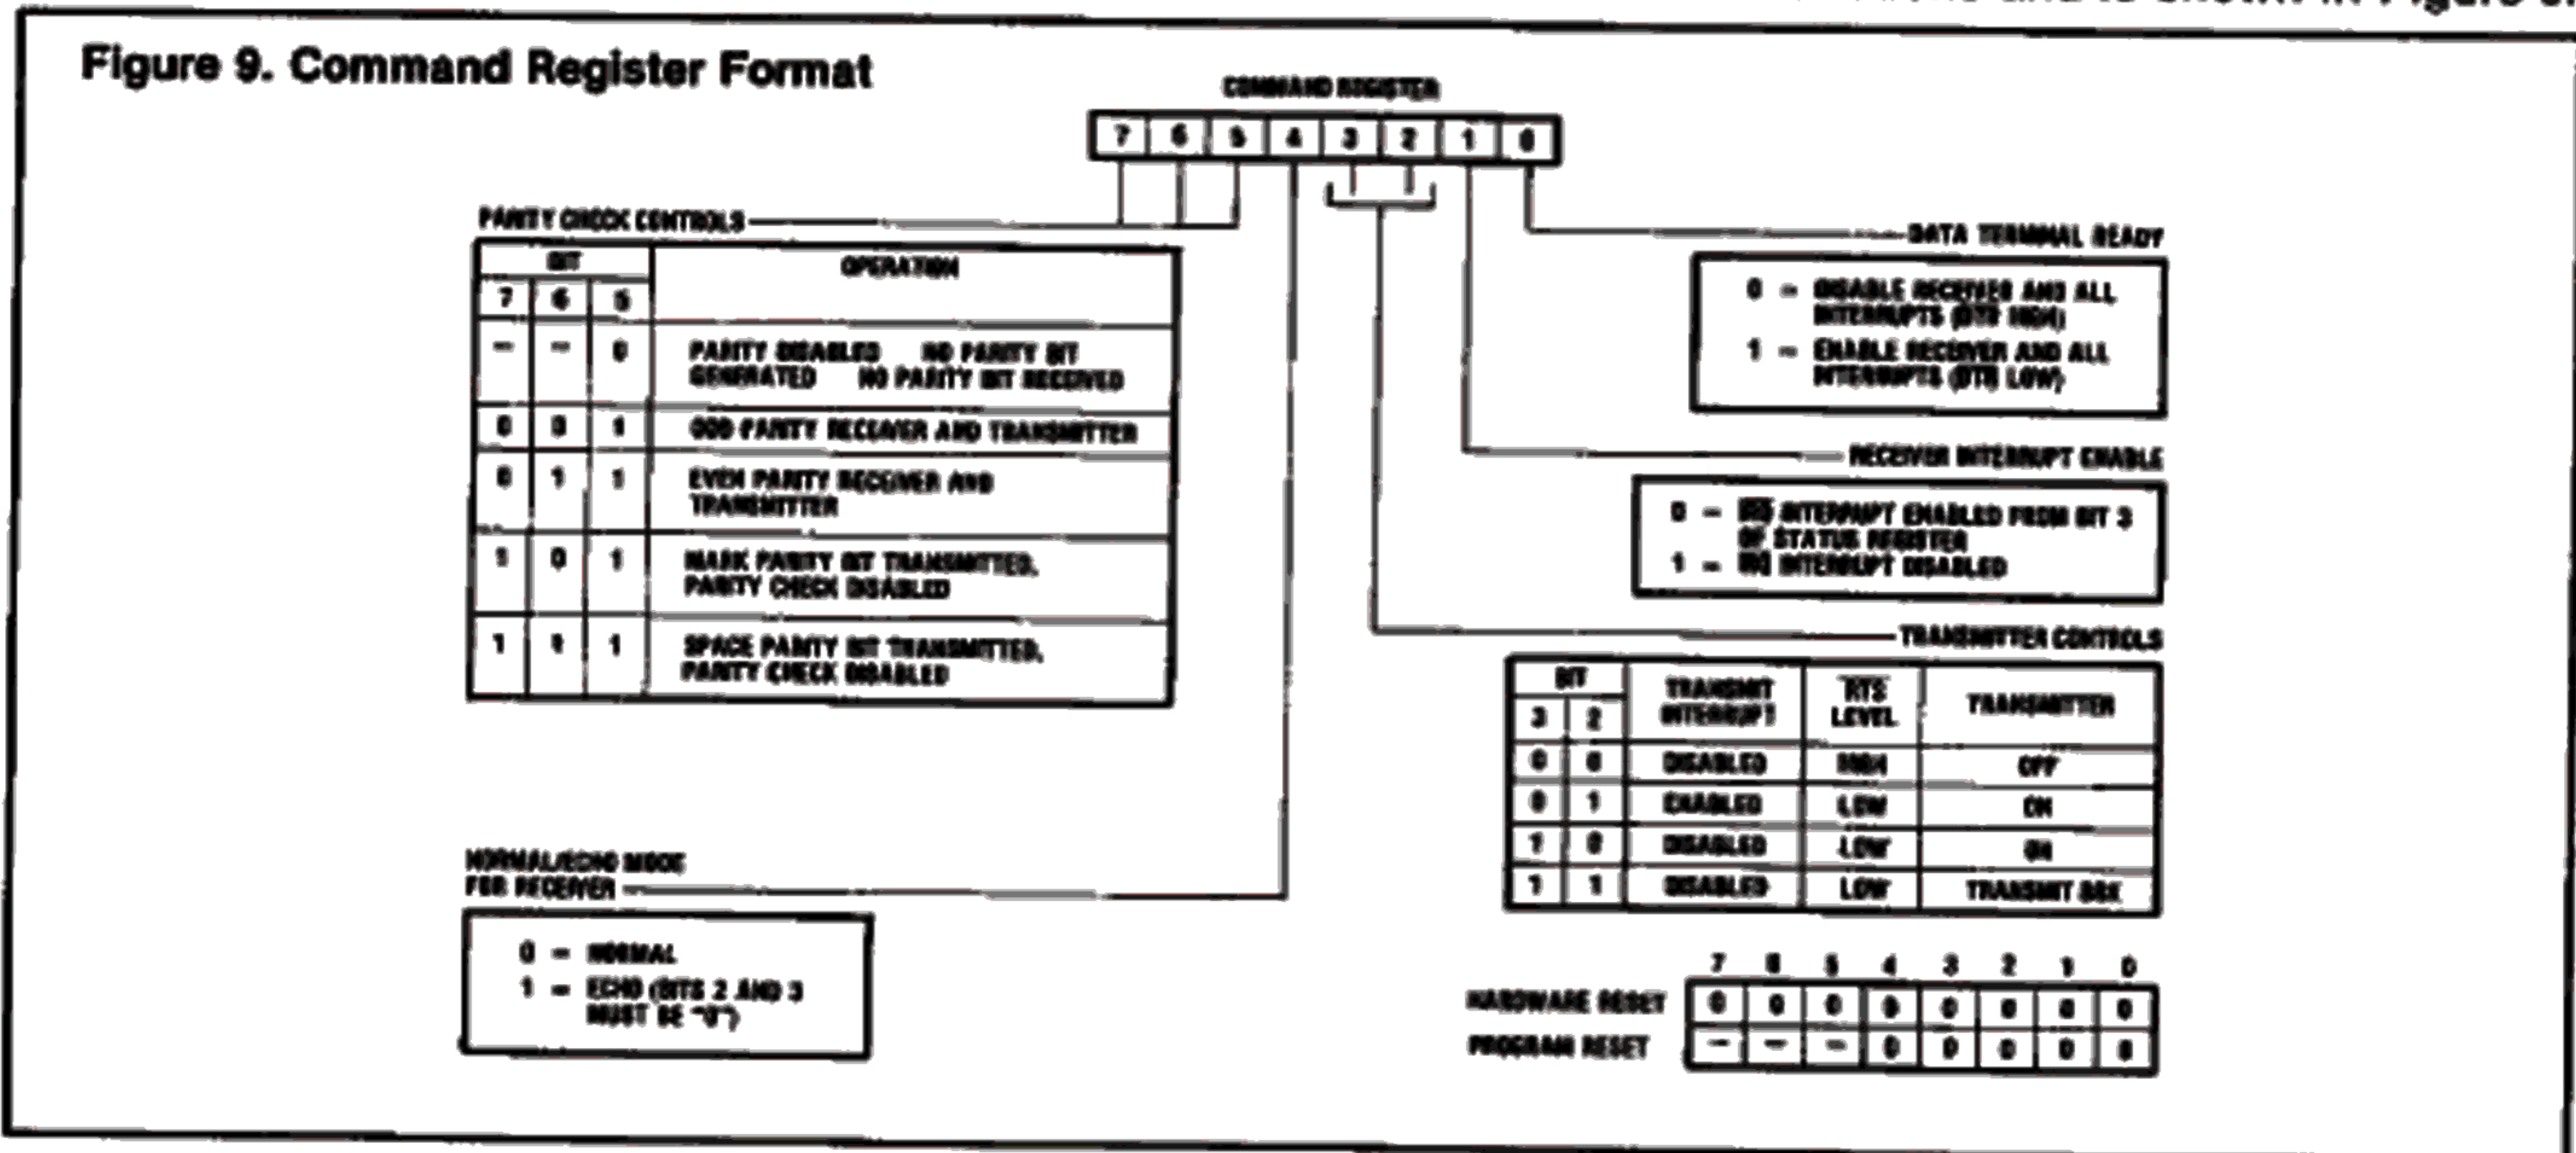 and is shown in Figure 9.
Figure 9. Command Register Format
COMMAND REGISTER
7 6 5 4 3 2 1 0
PARITY CHECK CONTROLS
BIT OPERATION
7 6 5
– – 0 PARITY DISABLED NO PARITY BIT
GENERATED NO PARITY BIT RECEIVED
0 0 1 ODD PARITY RECEIVER AND TRANSMITTER
0 1 1 EVEN PARITY RECEIVER AND
TRANSMITTER
1 0 1 MARK PARITY BIT TRANSMITTED,
PARITY CHECK DISABLED
1 1 1 SPACE PARITY BIT TRANSMITTED,
PARITY CHECK DISABLED
NORMAL/ECHO MODE
FOR RECEIVER
0 – NORMAL
1 – ECHO (BITS 2 AND 3
MUST BE "0")
DATA TERMINAL READY
0 – DISABLE RECEIVER AND ALL
INTERRUPTS (DTR HIGH)
1 – ENABLE RECEIVER AND ALL
INTERRUPTS (DTR LOW)
RECEIVER INTERRUPT ENABLE
0 – IRQ INTERRUPT ENABLED FROM BIT 3
OF STATUS REGISTER
1 – IRQ INTERRUPT DISABLED
TRANSMITTER CONTROLS
BIT TRANSMIT RTS TRANSMITTER
3 2 INTERRUPT LEVEL
0 0 DISABLED HIGH OFF
0 1 ENABLED LOW ON
1 0 DISABLED LOW ON
1 1 DISABLED LOW TRANSMIT BRK
7 6 5 4 3 2 1 0
HARDWARE RESET 0 0 0 0 0 0 0 0
PROGRAM RESET – – – 0 0 0 0 0